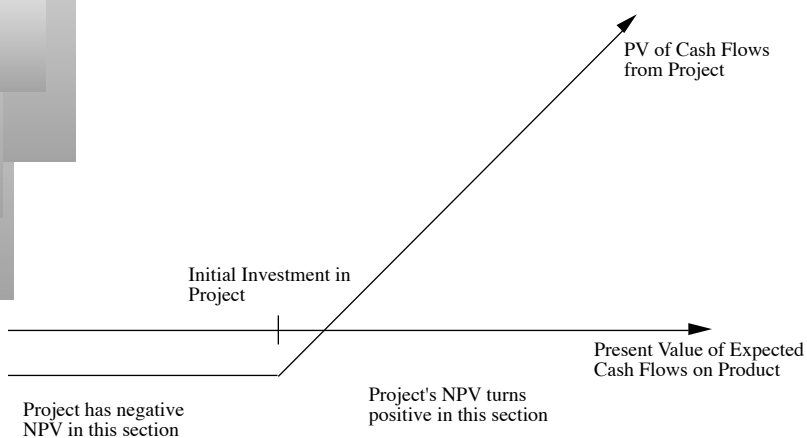 PV of Cash Flows
from Project
Initial Investment in
Project
Present Value of Expected
Cash Flows on Product
Project's NPV turns
positive in this section
Project has negative
NPV in this section